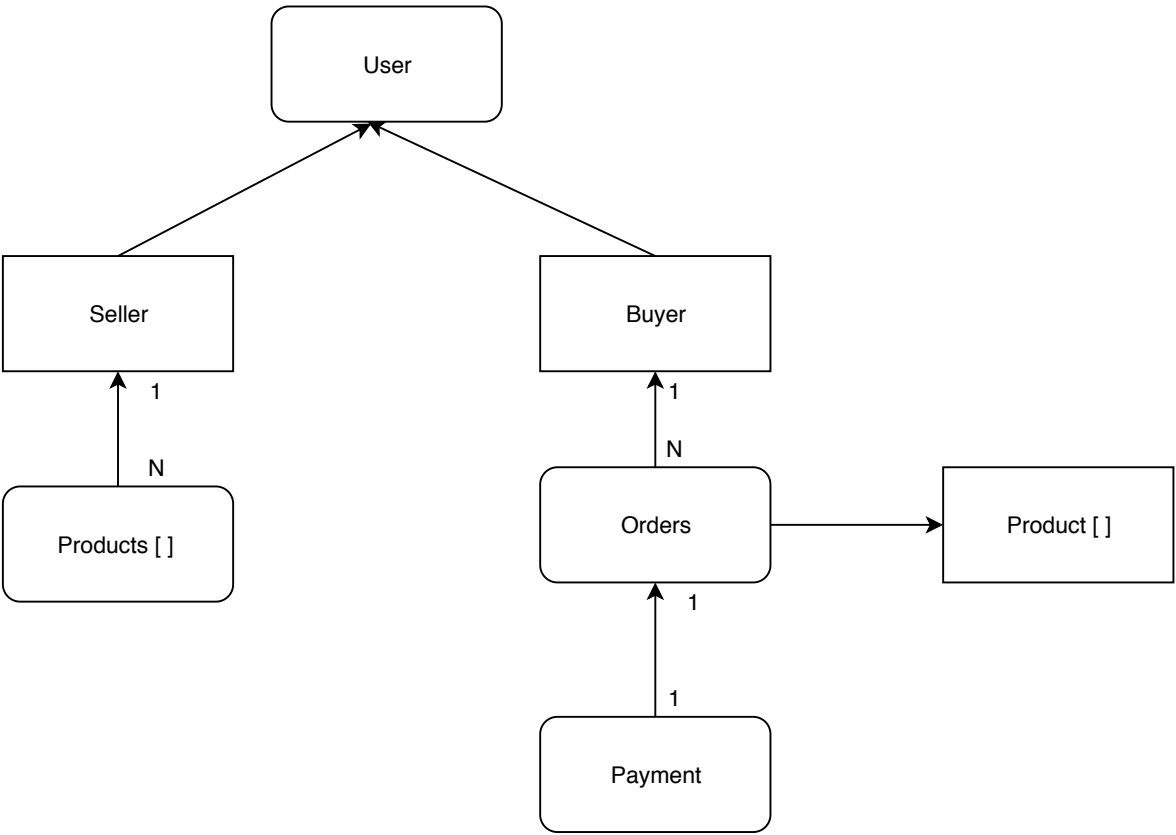 User
Seller
Buyer
1
1
N
N
Products [ ]
Orders
Product [ ]
1
1
Payment